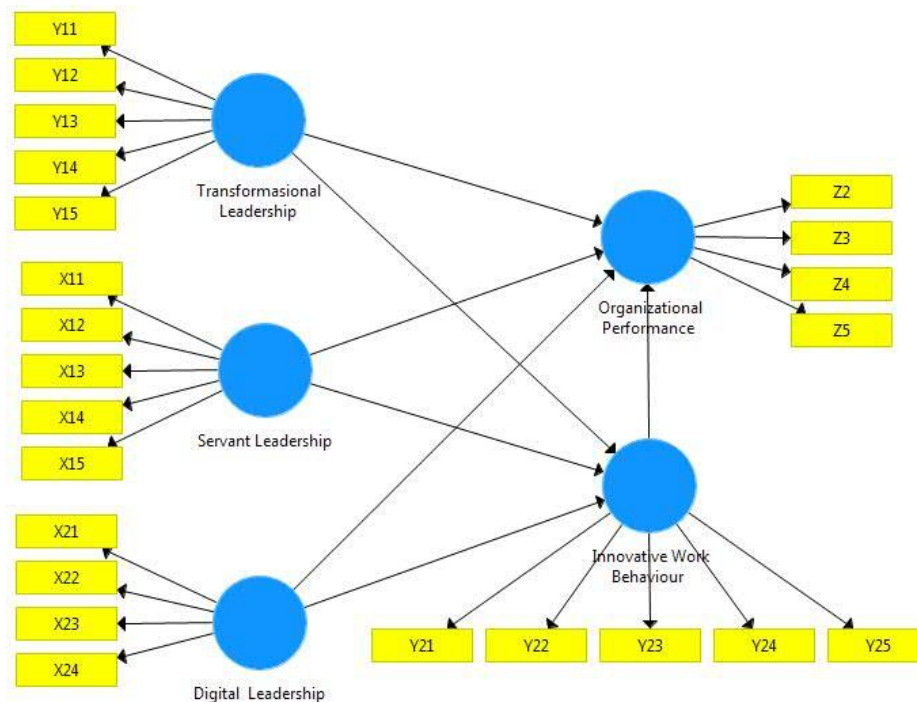 Y11
Y12
Y13
Y14
Y15
Transformasional
Leadership
X11
X12
X13
X14
X15
Servant Leadership
X21
X22
X23
X24
Digital Leadership
Organizational
Performance
Z2
Z3
Z4
Z5
Innovative Work
Behaviour
Y21
Y22
Y23
Y24
Y25